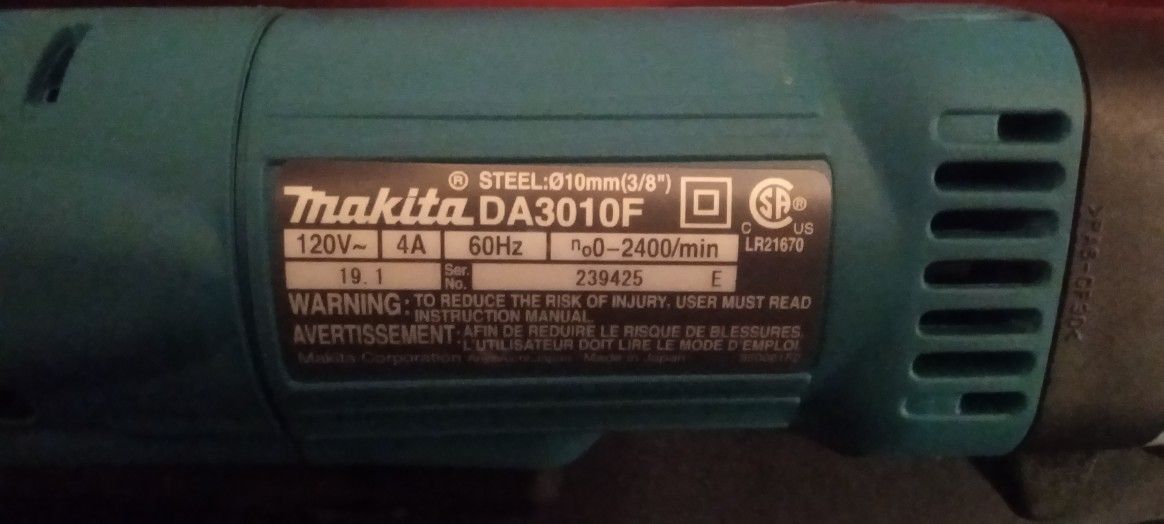 ® STEEL:Ø10mm(3/8")
makita DA3010F
C SA ® US
120V~ 4A 60Hz n₀0-2400/min LR21670
19. 1 Ser. No. 239425 E
WARNING: TO REDUCE THE RISK OF INJURY. USER MUST READ
INSTRUCTION MANUAL.
AVERTISSEMENT: AFIN DE REDUIRE LE RISQUE DE BLESSURES.
L'UTILISATEUR DOIT LIRE LE MODE D'EMPLOI.
Makita Corporation Made in Japan